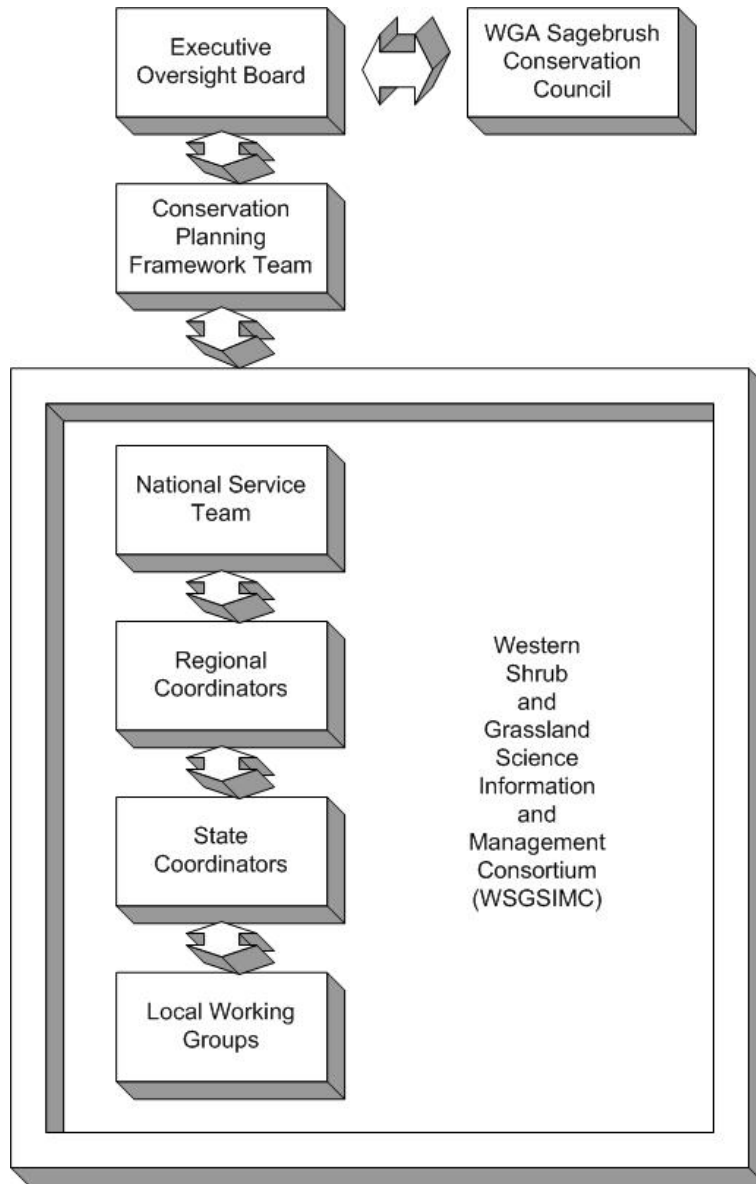 Executive
Oversight Board
WGA Sagebrush
Conservation
Council
Conservation
Planning
Framework Team
National Service
Team
Regional
Coordinators
State
Coordinators
Local Working
Groups
Western
Shrub
and
Grassland
Science
Information
and
Management
Consortium
(WSGSIMC)